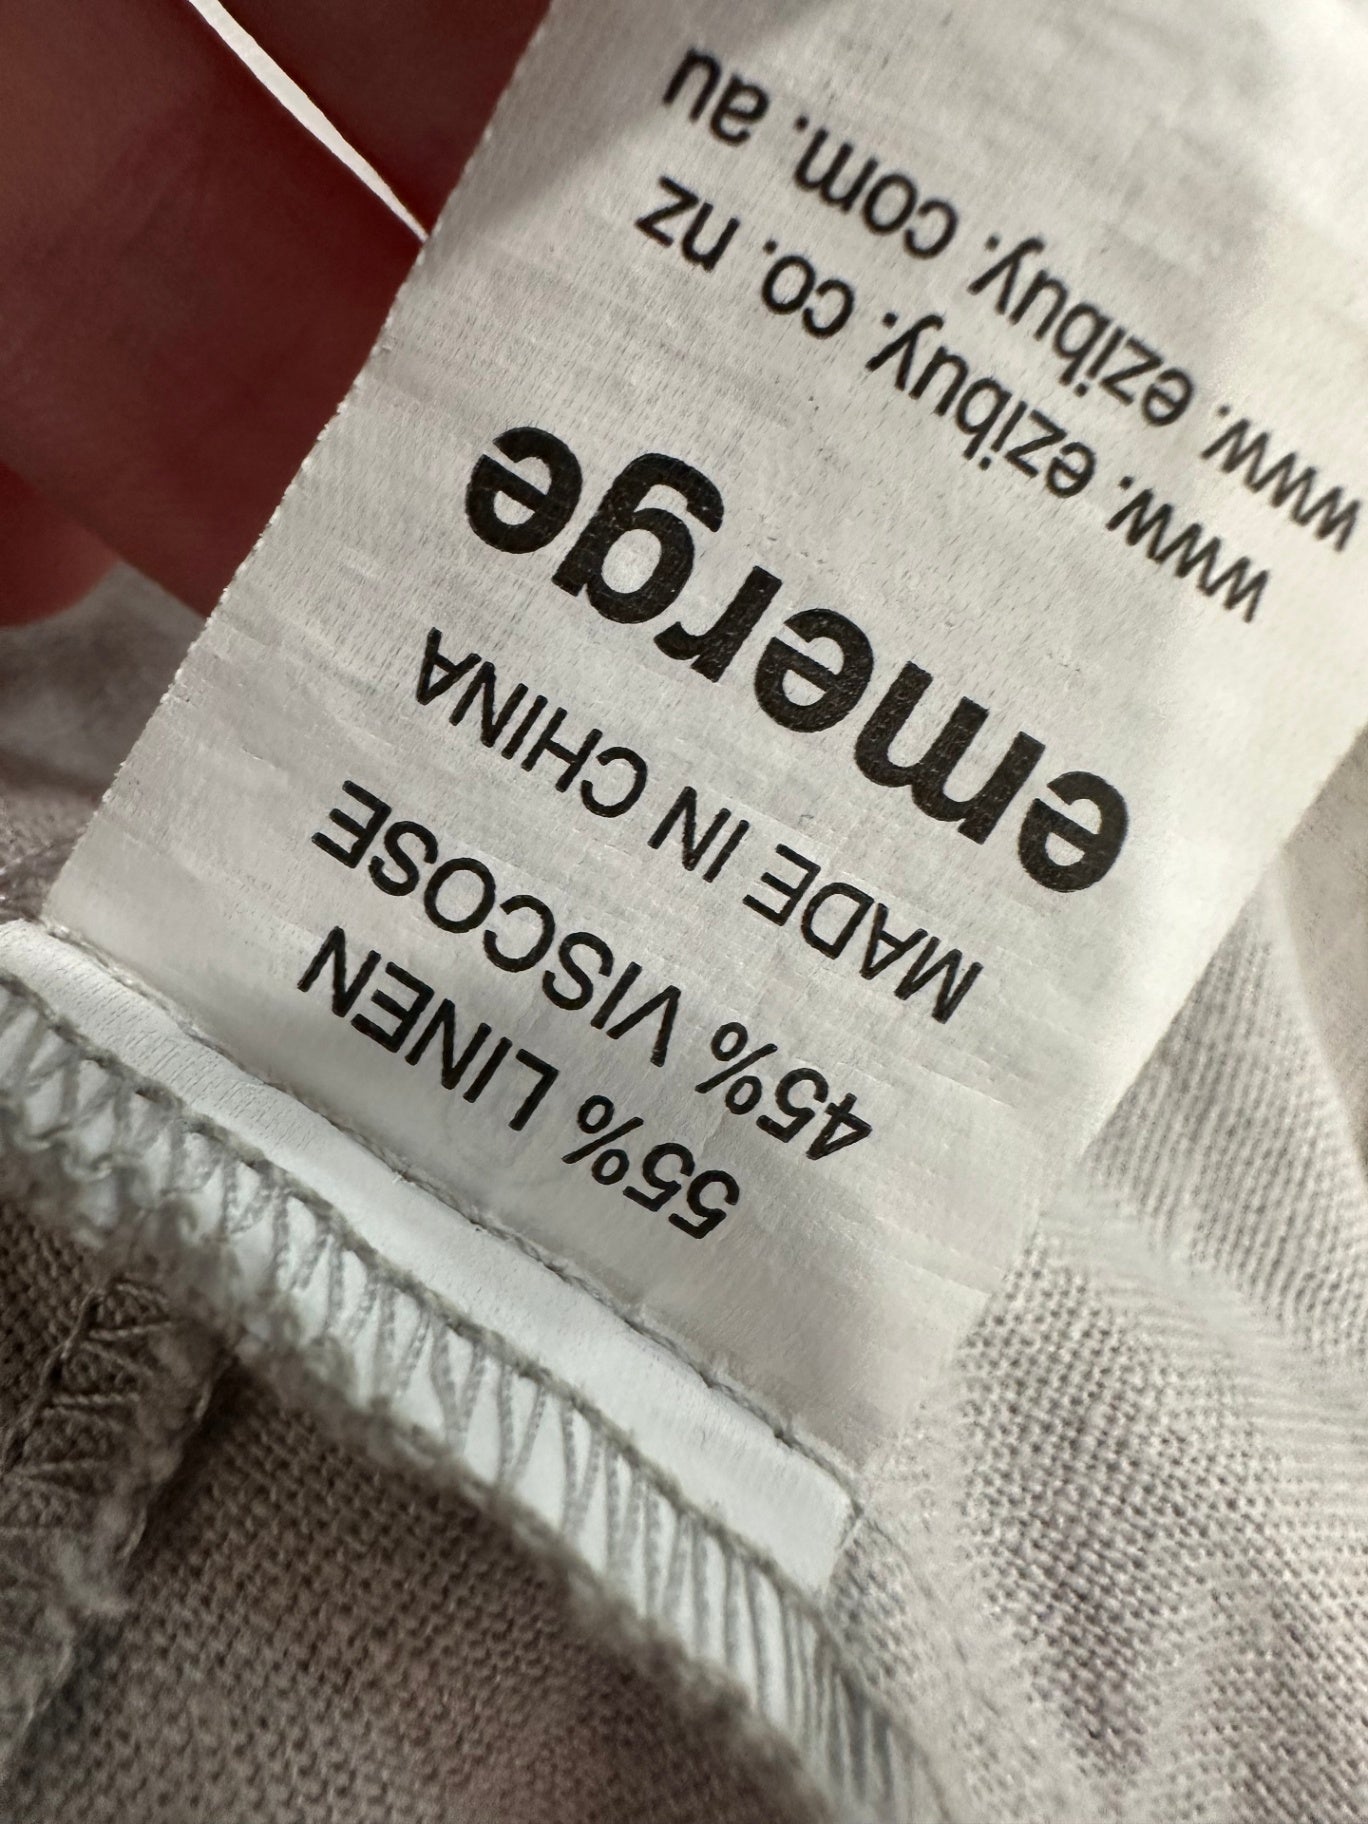 55% LINEN
45% VISCOSE
MADE IN CHINA
emerge
www. ezibuy. co. nz
www. ezibuy. com. au